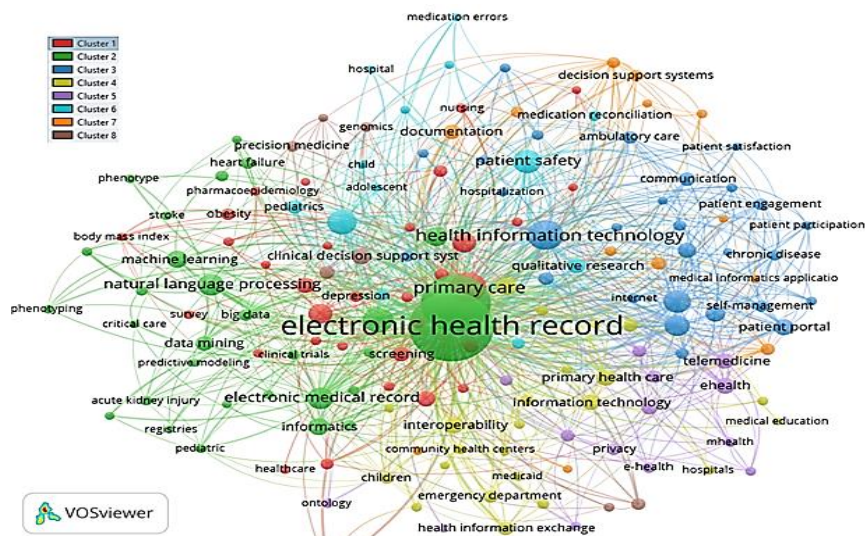 medication errors
Cluster 1
Cluster 2
Cluster 3
Cluster 4
Cluster 5
Cluster 6
Cluster 7
Cluster 8
hospital
decision support systems
nursing
medication reconciliation
genomics
documentation
ambulatory care
precision medicine
patient satisfaction
heart failure
child
patient safety
phenotype
communication
pharmacoepidemiology
adolescent
hospitalization
pediatrics
patient engagement
stroke
obesity
patient participation
body mass index
health information technology
chronic disease
machine learning
clinical decision support syst
qualitative research
medical informatics applicatio
natural language processing
primary care
internet
depression
self-management
phenotyping
survey
big data
electronic health record
patient portal
critical care
data mining
clinical trials
screening
telemedicine
predictive modeling
primary health care
ehealth
acute kidney injury
electronic medical record
information technology
registries
informatics
interoperability
medical education
pediatric
community health centers
privacy
mhealth
healthcare
children
medicaid
e-health
hospitals
ontology
emergency department
health information exchange
VOSviewer